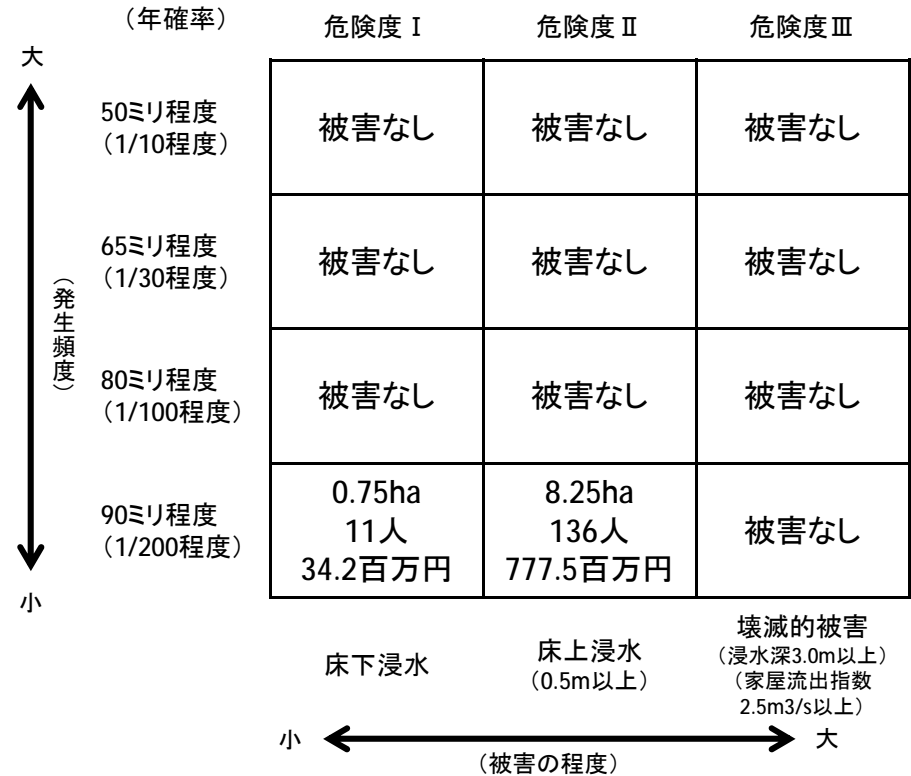 （年確率）
危険度Ⅰ
危険度Ⅱ
危険度Ⅲ
大
50ミリ程度
（1/10程度）
被害なし
被害なし
被害なし
65ミリ程度
（1/30程度）
被害なし
被害なし
被害なし
（発生頻度）
80ミリ程度
（1/100程度）
被害なし
被害なし
被害なし
90ミリ程度
（1/200程度）
0.75ha
11人
34.2百万円
8.25ha
136人
777.5百万円
被害なし
小
床下浸水
床上浸水
（0.5m以上）
壊滅的被害
（浸水深3.0m以上）
（家屋流出指数
2.5m3/s以上）
小
大
（被害の程度）